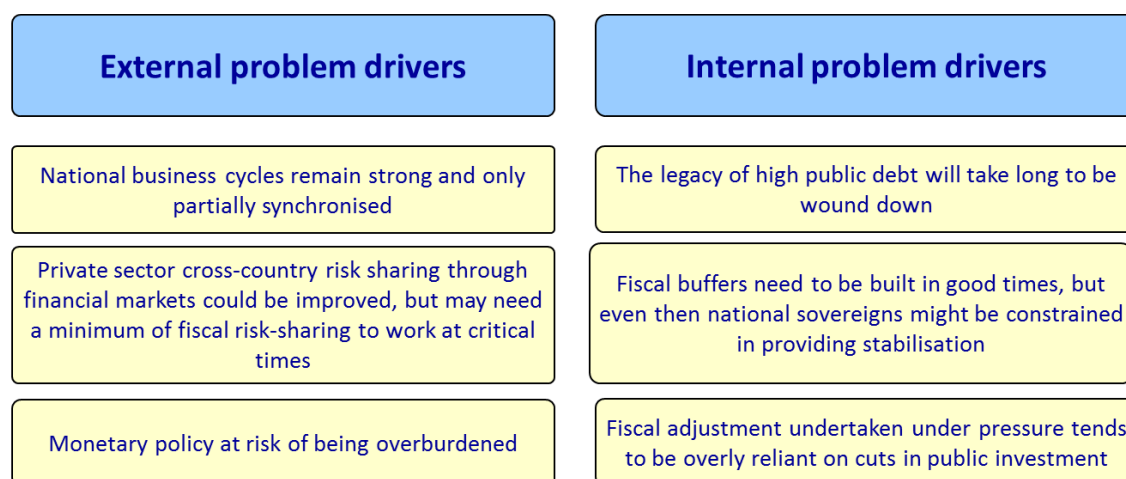 External problem drivers
National business cycles remain strong and only
partially synchronised
Private sector cross-country risk sharing through
financial markets could be improved, but may need
a minimum of fiscal risk-sharing to work at critical
times
Monetary policy at risk of being overburdened
Internal problem drivers
The legacy of high public debt will take long to be
wound down
Fiscal buffers need to be built in good times, but
even then national sovereigns might be constrained
in providing stabilisation
Fiscal adjustment undertaken under pressure tends
to be overly reliant on cuts in public investment